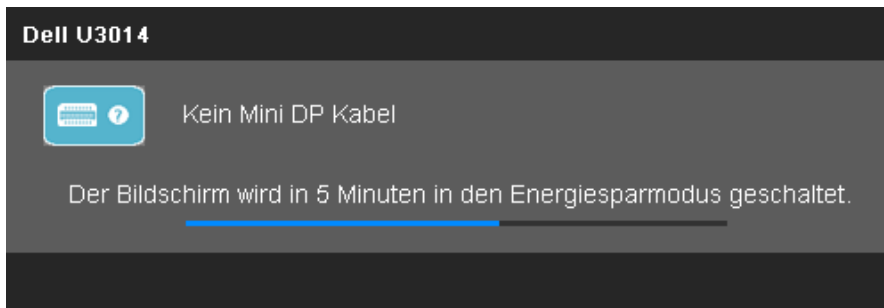 Dell U3014
?
Kein Mini DP Kabel
Der Bildschirm wird in 5 Minuten in den Energiesparmodus geschaltet.